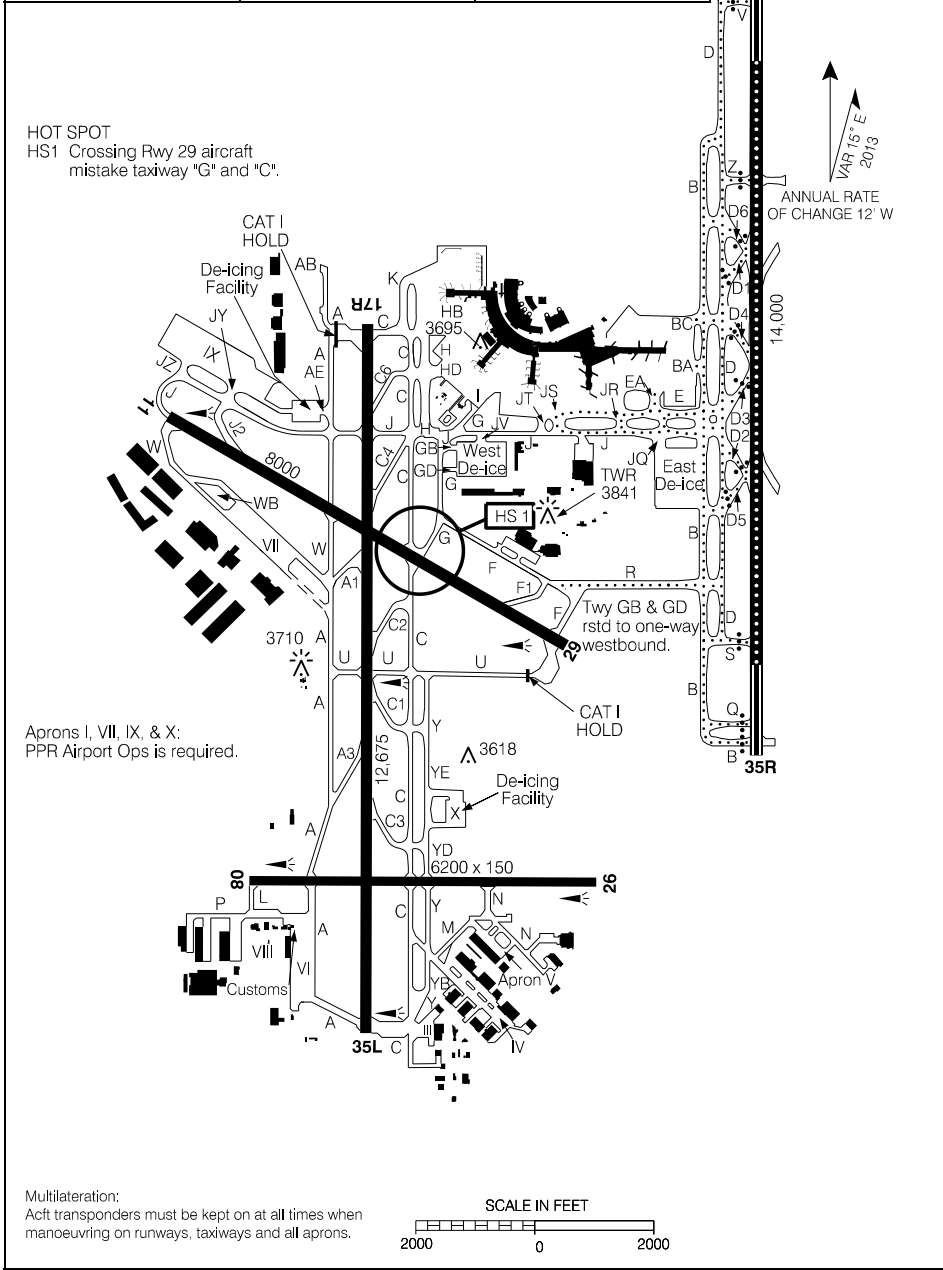 V
D
HOT SPOT
HS1 Crossing Rwy 29 aircraft
mistake taxiway "G" and "C".
VAR 15° E
2013
ANNUAL RATE
OF CHANGE 12' W
Z
B
D6
CAT I
HOLD
AB
De-icing
Facility
K
A
17R
C
D1
JY
HB
3695
D4
BC
14,000
IX
A
C
H
JZ
AE
C6
HD
BA
D
J
C
I
JT
JS
JR
EA
E
11
J2
J
H
G
JV
D3
W
8000
C4
J
GB
West
De-ice
J
J
JQ
D2
GD
C
G
TWR
3841
East
De-ice
WB
HS 1
D5
VII
W
G
B
F
R
A1
F1
F
Twy GB & GD
rstd to one-way
westbound.
C2
D
3710
A
C
29
S
U
U
U
A
C1
B
CAT I
HOLD
Q
Aprons I, VII, IX, & X:
PPR Airport Ops is required.
Y
A3
12,675
3618
B
35R
YE
De-icing
Facility
C
X
A
C3
YD
6200 x 150
08
26
L
P
N
C
Y
A
M
N
VIII
VI
Apron V
Customs
YB
Y
A
III
IV
35L
C
Multilateration:
Acft transponders must be kept on at all times when
manoeuvring on runways, taxiways and all aprons.
SCALE IN FEET
2000
0
2000